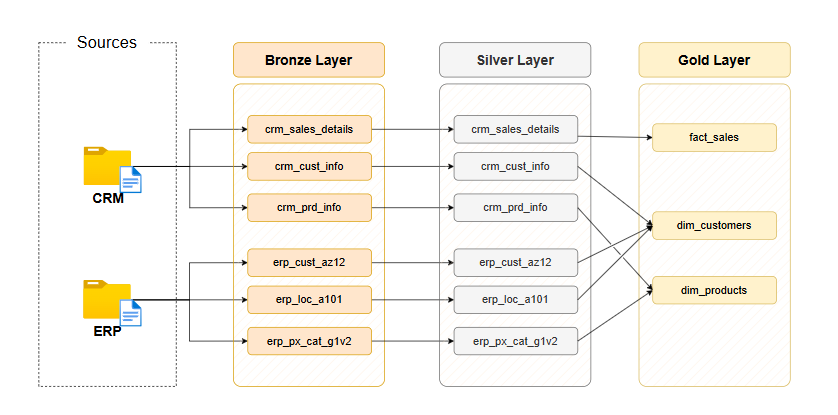 Sources
Bronze Layer
Silver Layer
Gold Layer
CRM
ERP
crm_sales_details
crm_cust_info
crm_prd_info
erp_cust_az12
erp_loc_a101
erp_px_cat_g1v2
crm_sales_details
crm_cust_info
crm_prd_info
erp_cust_az12
erp_loc_a101
erp_px_cat_g1v2
fact_sales
dim_customers
dim_products